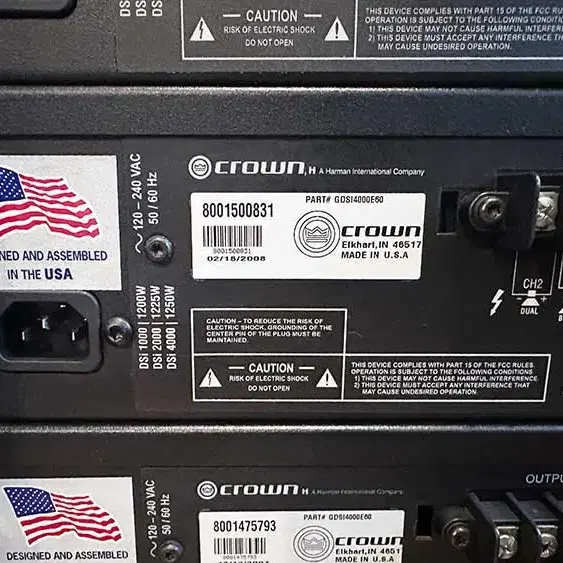 DSI
DSI
DSI
CAUTION
RISK OF ELECTRIC SHOCK
DO NOT OPEN
THIS DEVICE COMPLIES WITH PART 15 OF THE FCC RULES
OPERATION IS SUBJECT TO THE FOLLOWING
1) THIS DEVICE MAY NOT CAUSE HARMFUL
2) THIS DEVICE MUST ACCEPT ANY INTERFERENCE
MAY CAUSE UNDESIRED OPERATION.
crown, H A Harman International Company
~120 - 240 VAC
50 / 60 Hz
AND ASSEMBLED
IN THE USA
PART# GDSI4000E60
8001500831
8001500831
02/18/2008
crown
Elkhart, IN 46517
MADE IN U.S.A
CH2
DUAL
DSI 1000 | 1200W
DSI 2000 | 1225W
DSI 4000 | 1250W
CAUTION – TO REDUCE THE RISK OF
ELECTRIC SHOCK, GROUNDING OF THE
CENTER PIN OF THE PLUG MUST BE
MAINTAINED.
CAUTION
RISK OF ELECTRIC SHOCK
DO NOT OPEN
THIS DEVICE COMPLIES WITH PART 15 OF THE FCC RULES.
OPERATION IS SUBJECT TO THE FOLLOWING CONDITIONS
1) THIS DEVICE MAY NOT CAUSE HARMFUL INTERFERENCE.
2) THIS DEVICE MUST ACCEPT ANY INTERFERENCE
MAY CAUSE UNDESIRED OPERATION.
crown H A Harman International Company
~120 - 240 VAC
50 / 60 Hz
DESIGNED AND ASSEMBLED
PART# GDSI4000E60
8001475793
8001475793
crown
Elkhart, IN
MADE IN U.S.A